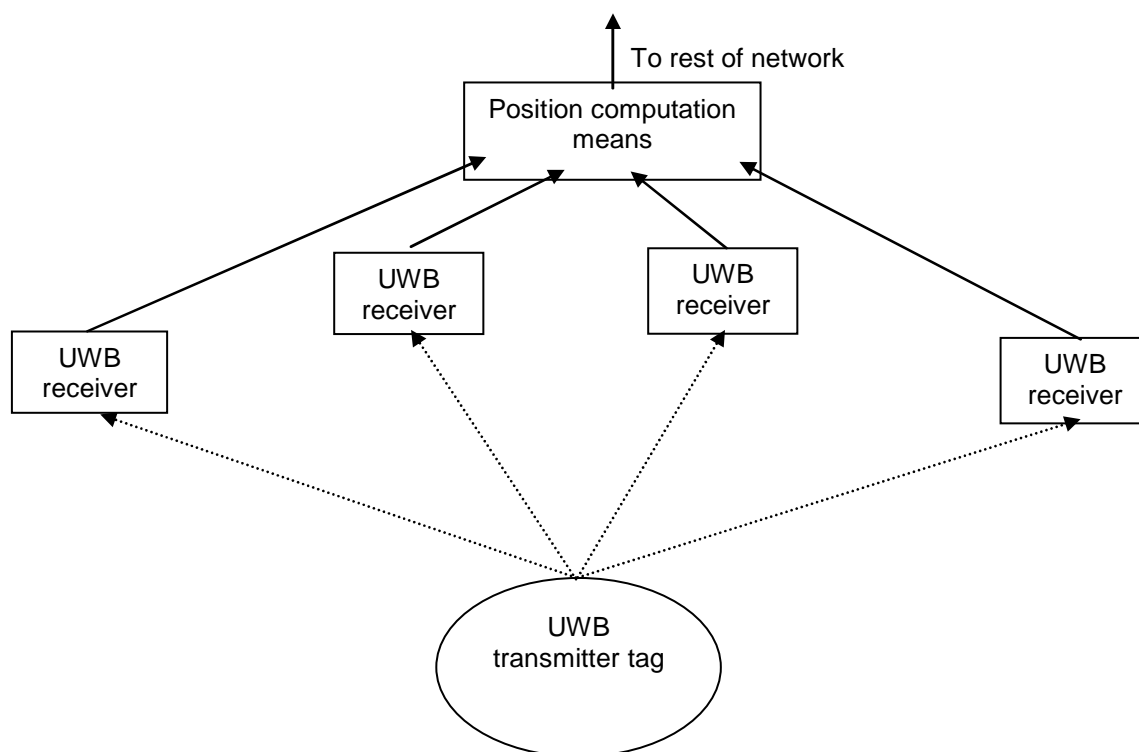 To rest of network
Position computation
means
UWB
receiver
UWB
receiver
UWB
receiver
UWB
receiver
UWB
transmitter tag